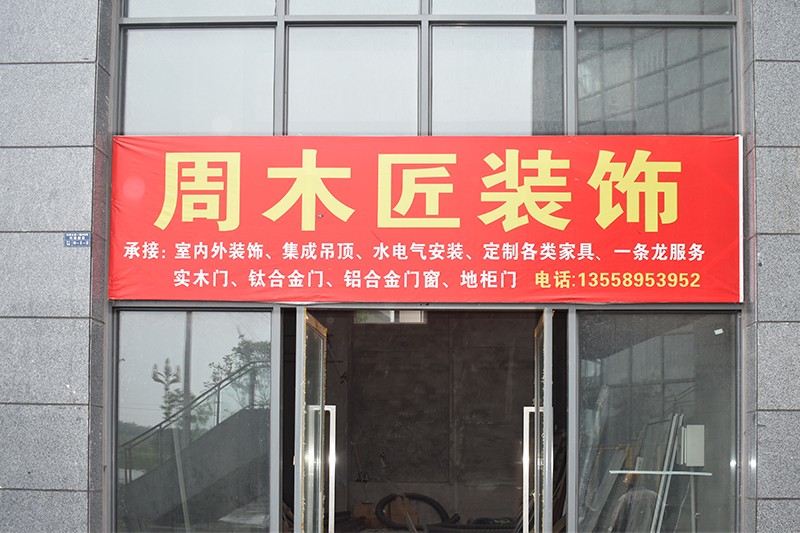 周木匠装饰
承接：室内外装饰、集成吊顶、水电气安装、定制各类家具、一条龙服务
实木门、钛合金门、铝合金门窗、地柜门 电话:13558953952